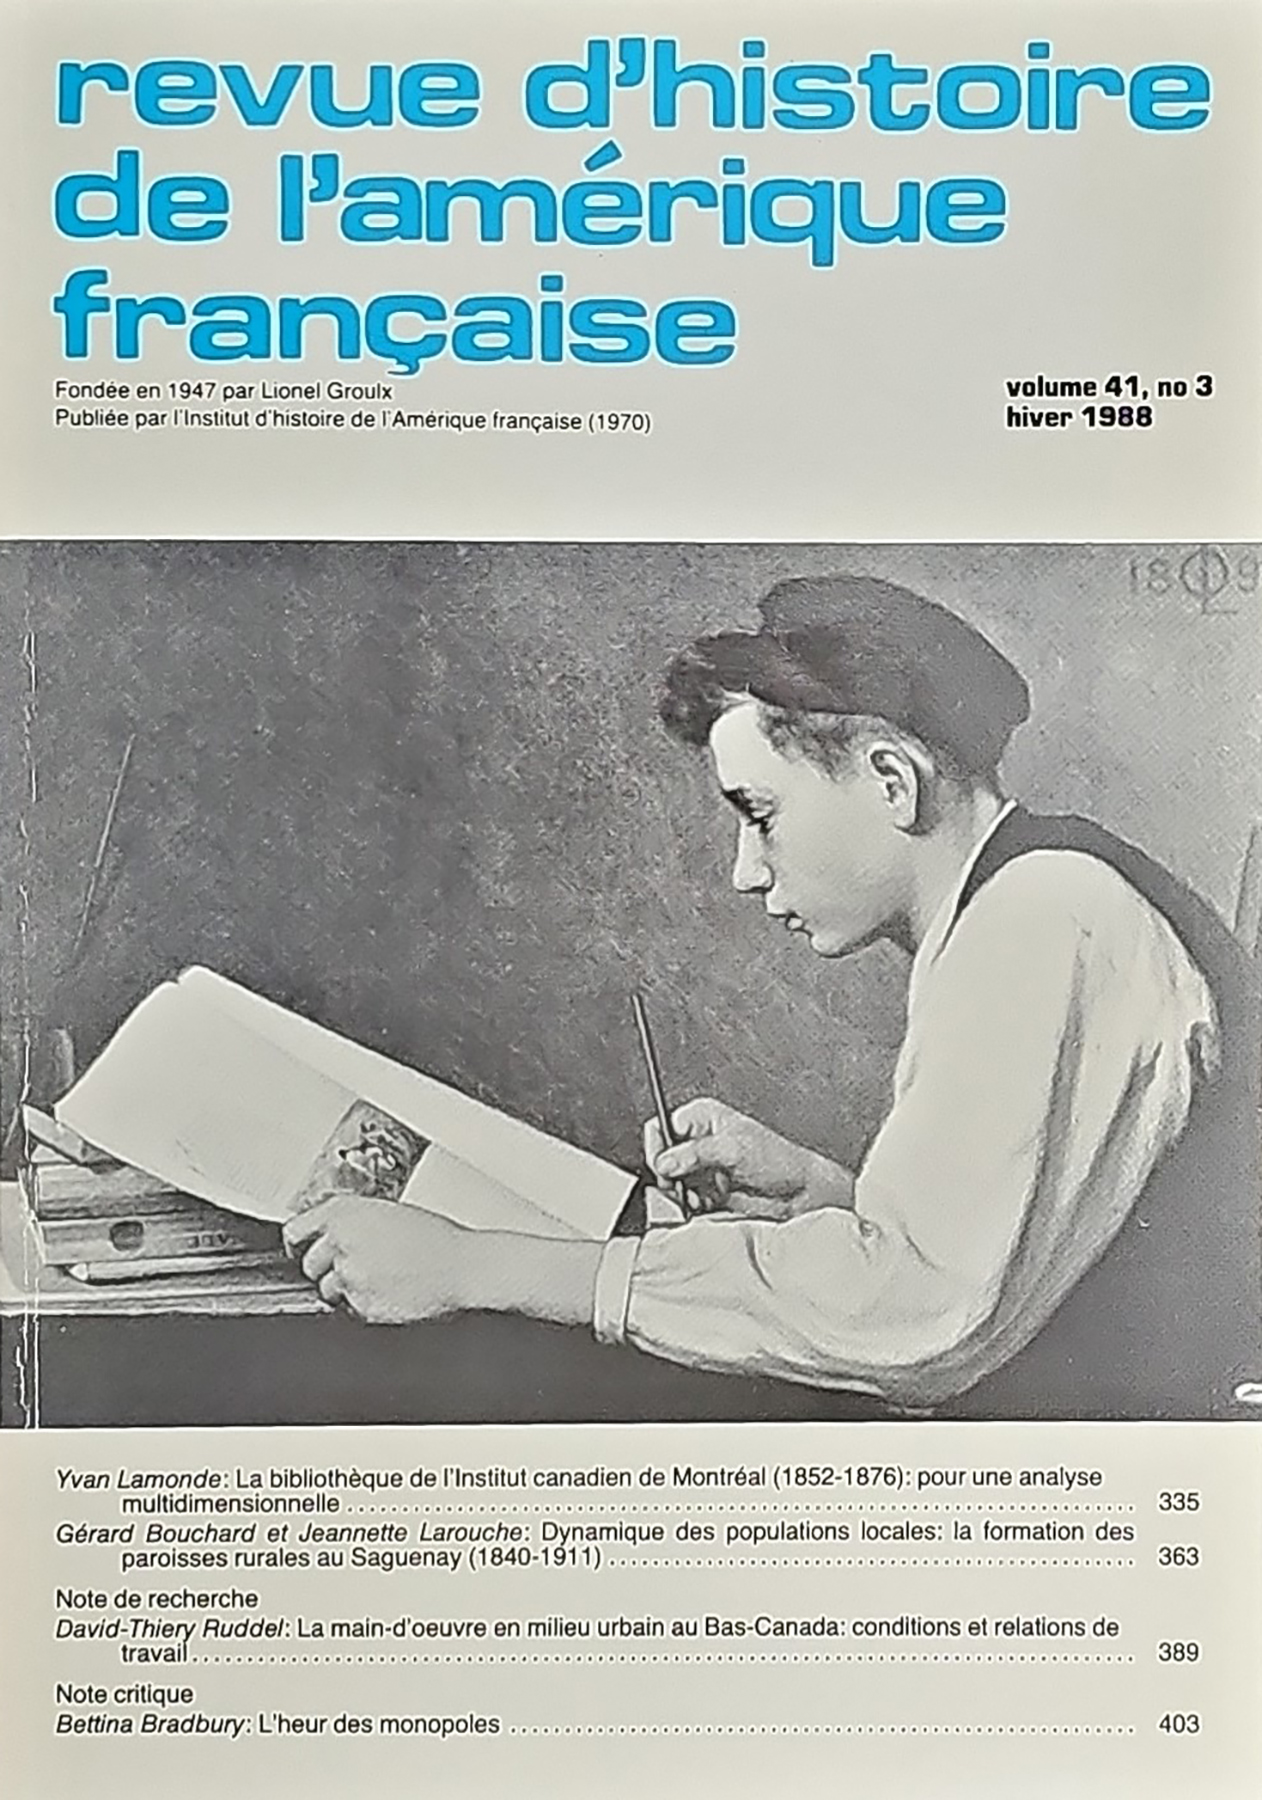 revue d'histoire
de l'amérique
française
Fondée en 1947 par Lionel Groulx
Publiée par l'Institut d'histoire de l'Amérique française (1970)
volume 41, no 3
hiver 1988
Yvan Lamonde: La bibliothèque de l'Institut canadien de Montréal (1852-1876): pour une analyse
multidimensionnelle ........ 335
Gérard Bouchard et Jeannette Larouche: Dynamique des populations locales: la formation des
paroisses rurales au Saguenay (1840-1911) ........ 363
Note de recherche
David-Thiery Ruddel: La main-d'oeuvre en milieu urbain au Bas-Canada: conditions et relations de
travail ........ 389
Note critique
Bettina Bradbury: L'heur des monopoles ........ 403